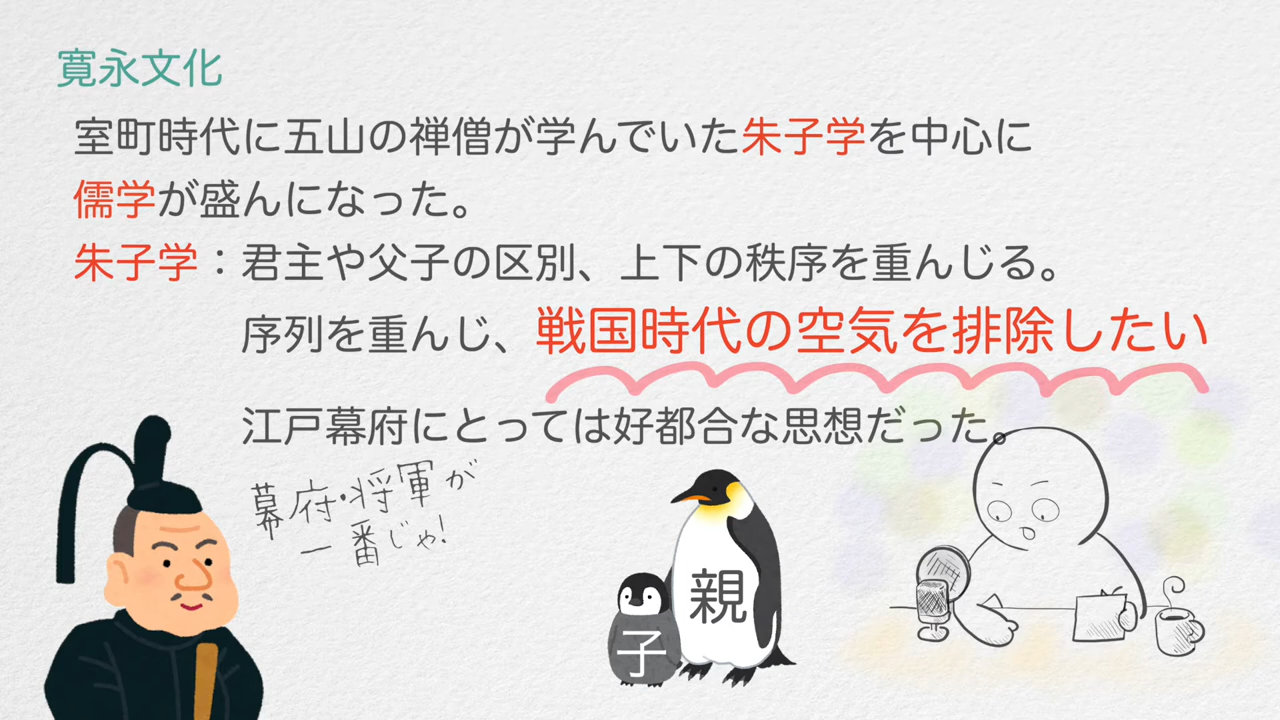 寛永文化
室町時代に五山の禅僧が学んでいた朱子学を中心に
儒学が盛んになった。
朱子学：君主や父子の区別、上下の秩序を重んじる。
序列を重んじ、戦国時代の空気を排除したい
江戸幕府にとっては好都合な思想だった。
幕府・将軍が
一番じゃ!
親
子